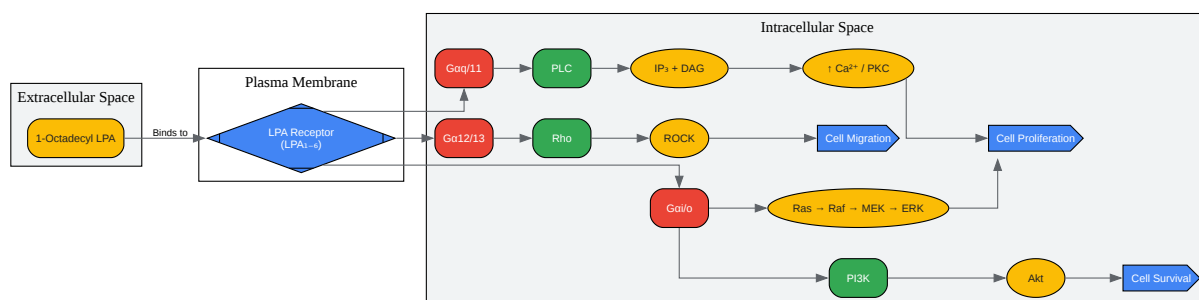 Extracellular Space
1-Octadecyl LPA
Binds to
Plasma Membrane
LPA Receptor
(LPA₁₋₆)
Intracellular Space
Gαq/11
PLC
IP₃ + DAG
↑ Ca²⁺ / PKC
Gα12/13
Rho
ROCK
Cell Migration
Cell Proliferation
Gαi/o
Ras → Raf → MEK → ERK
PI3K
Akt
Cell Survival